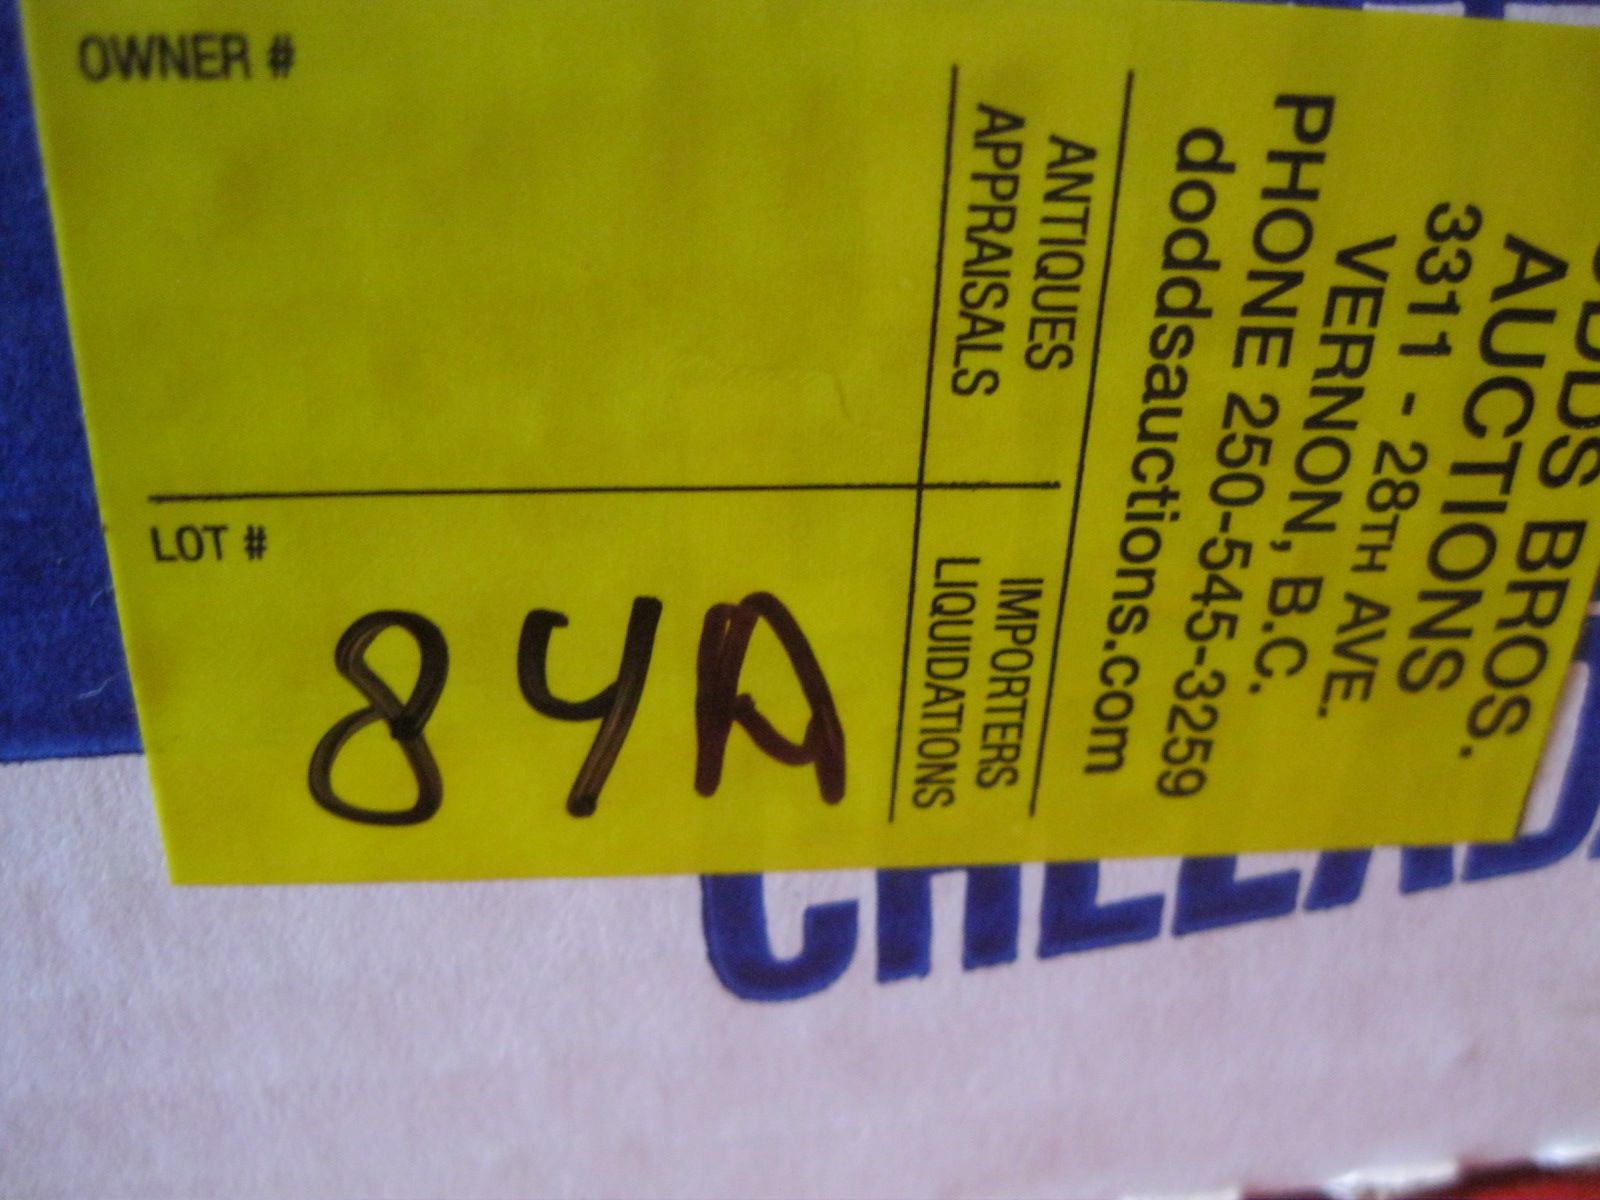 BROS.
AUCTIONS
3311 - 28TH AVE.
VERNON, B.C.
PHONE 250-545-3259
doddsauctions.com
ANTIQUES IMPORTERS
APPRAISALS LIQUIDATIONS
OWNER #
LOT #
84A